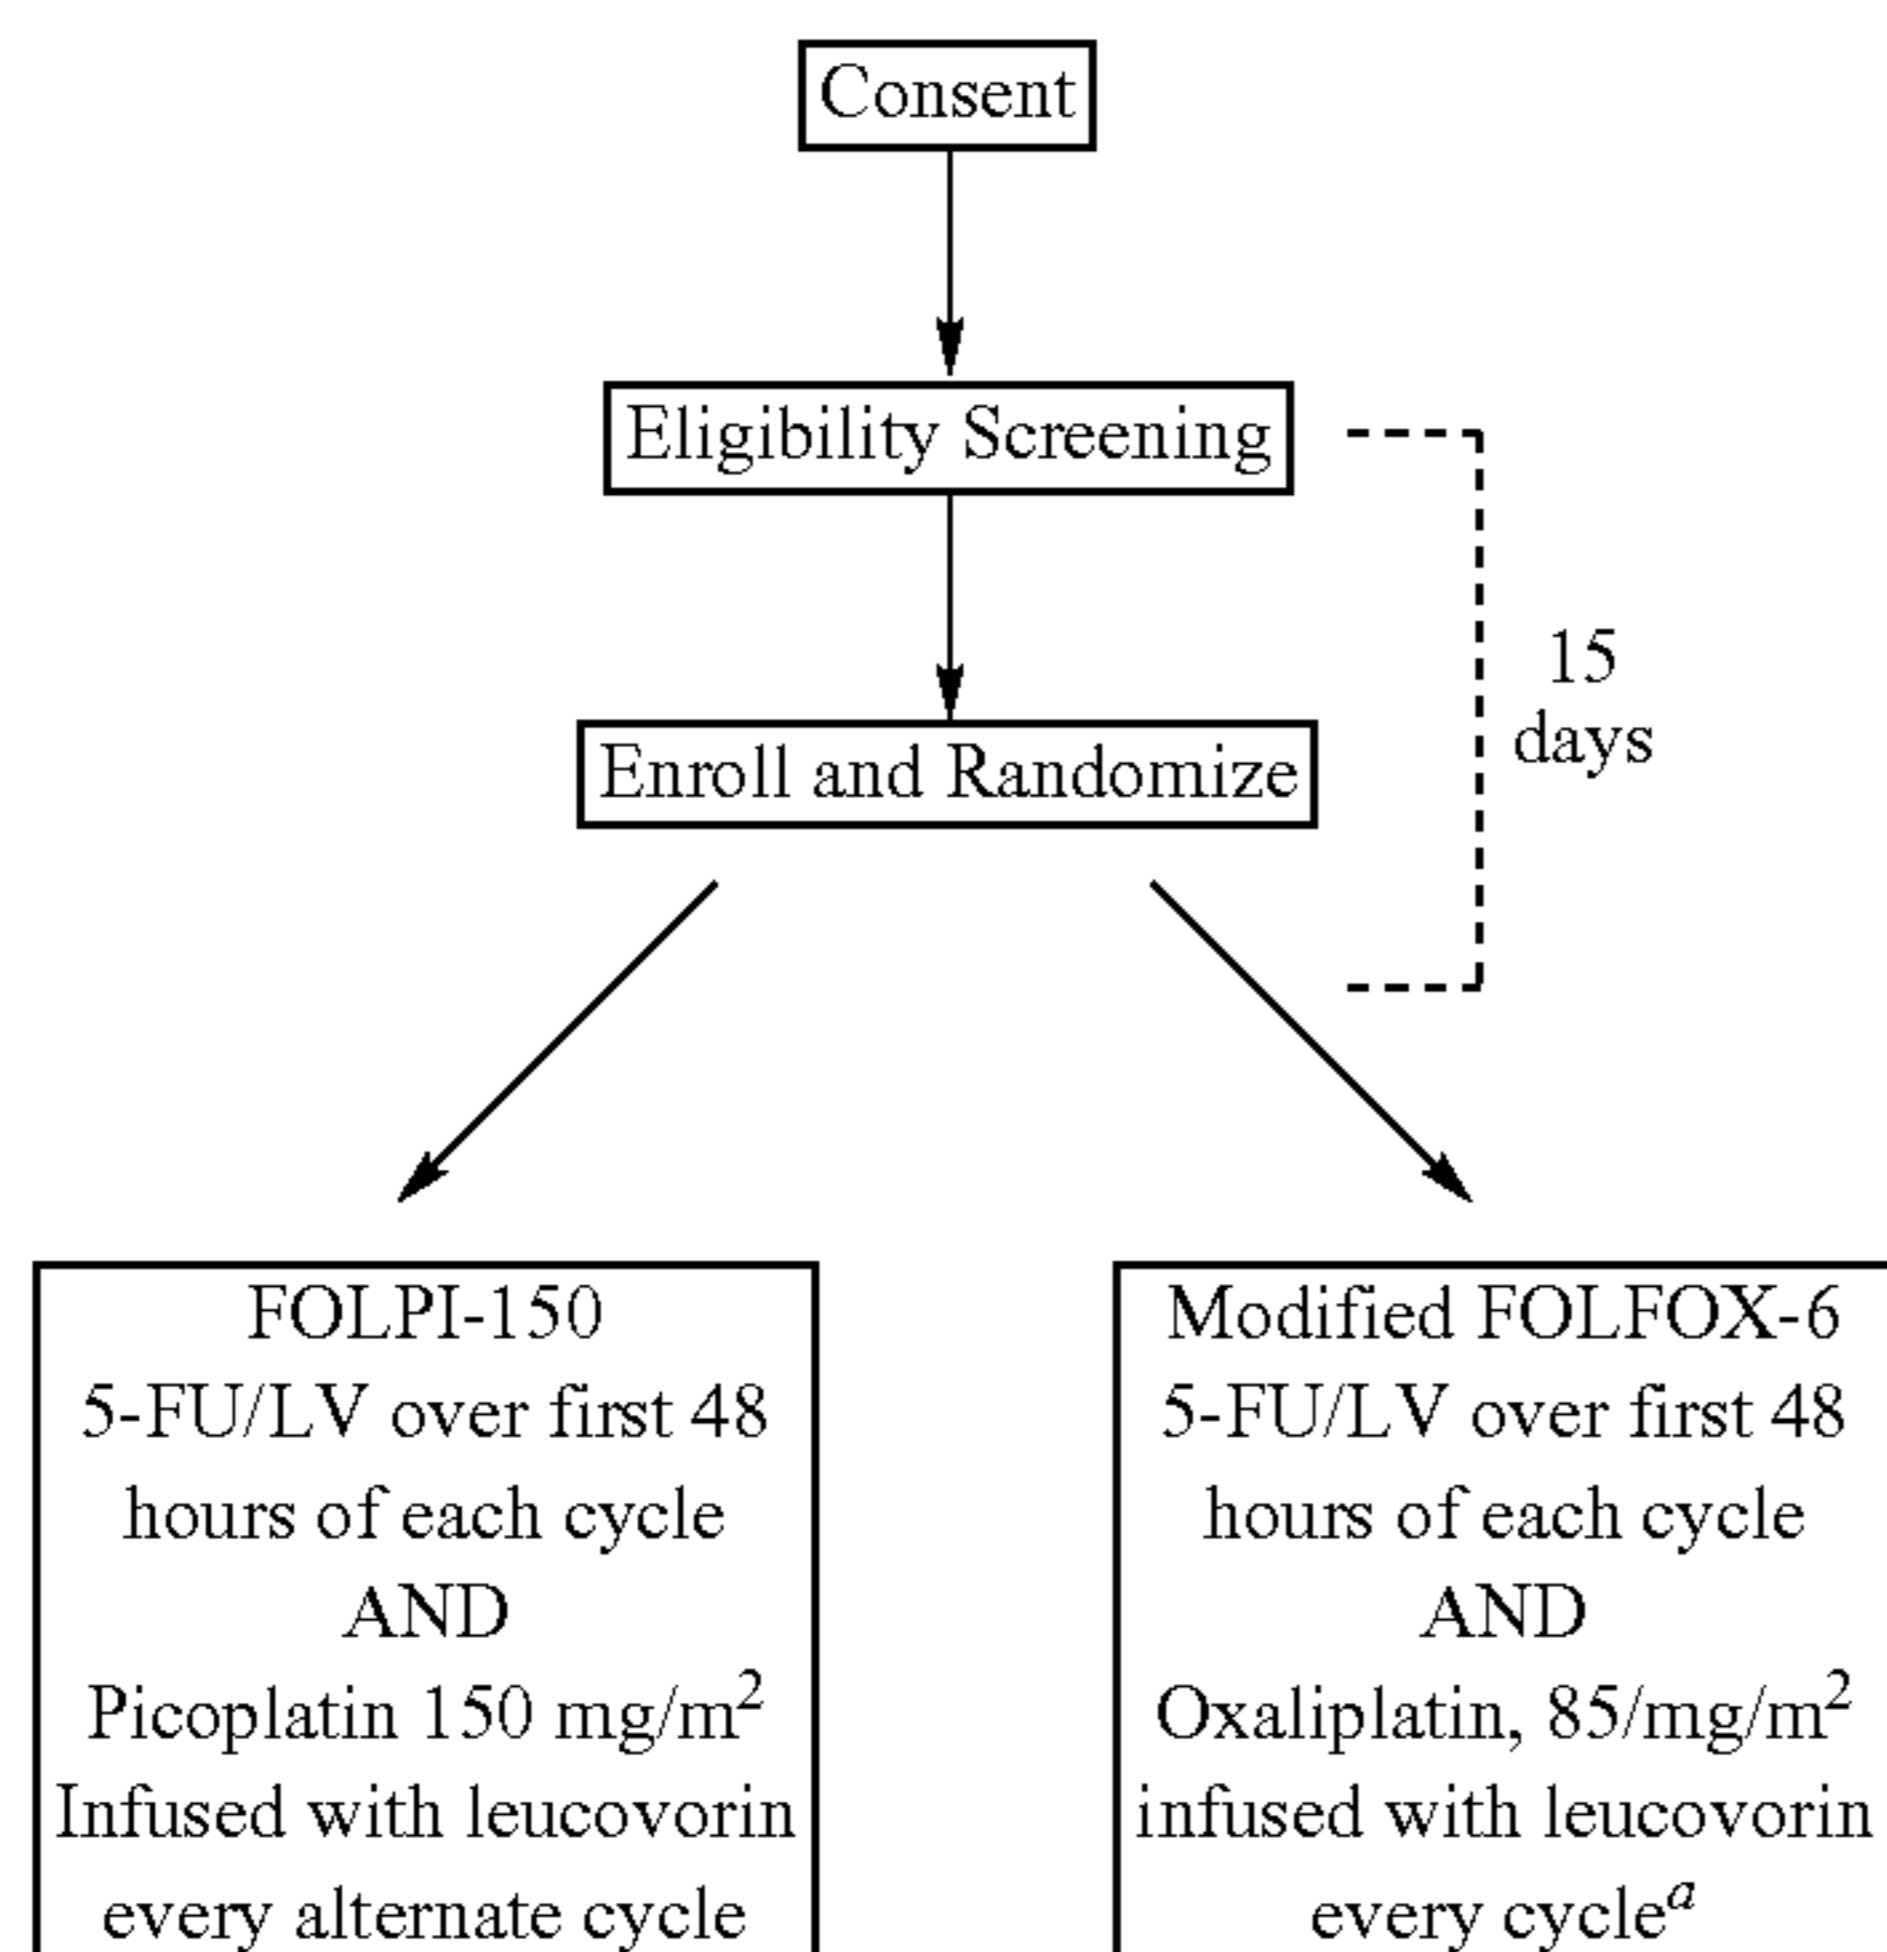 Consent
Eligibility Screening
15
days
Enroll and Randomize
FOLPI-150
5-FU/LV over first 48
hours of each cycle
AND
Picoplatin 150 mg/m²
Infused with leucovorin
every alternate cycle
Modified FOLFOX-6
5-FU/LV over first 48
hours of each cycle
AND
Oxaliplatin, 85/mg/m²
infused with leucovorin
every cycleᵃ